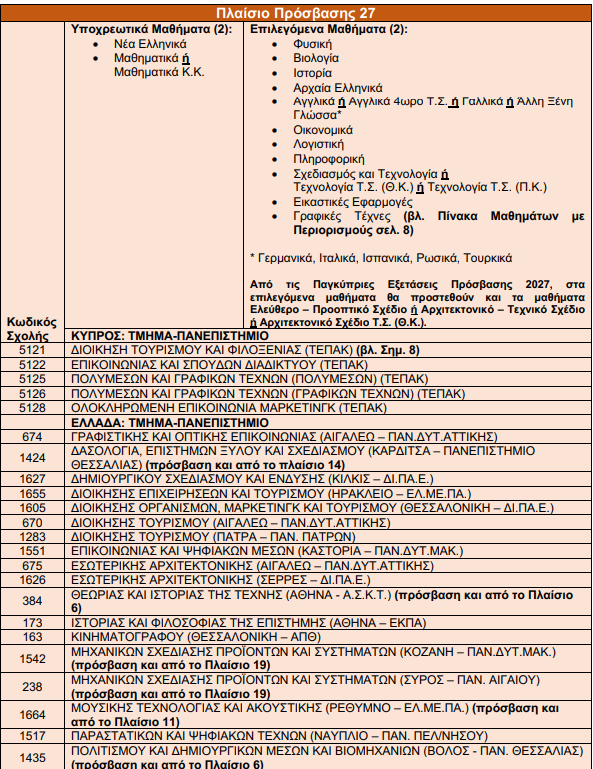 Πλαίσιο Πρόσβασης 27
Υποχρεωτικά Μαθήματα (2):
• Νέα Ελληνικά
• Μαθηματικά ή
Μαθηματικά Κ.Κ.
Επιλεγόμενα Μαθήματα (2):
• Φυσική
• Βιολογία
• Ιστορία
• Αρχαία Ελληνικά
• Αγγλικά ή Αγγλικά 4ωρο Τ.Σ. ή Γαλλικά ή Άλλη Ξένη
Γλώσσα*
• Οικονομικά
• Λογιστική
• Πληροφορική
• Σχεδιασμός και Τεχνολογία ή
Τεχνολογία Τ.Σ. (Θ.Κ.) ή Τεχνολογία Τ.Σ. (Π.Κ.)
• Εικαστικές Εφαρμογές
• Γραφικές Τέχνες (βλ. Πίνακα Μαθημάτων με
Περιορισμούς σελ. 8)
* Γερμανικά, Ιταλικά, Ισπανικά, Ρωσικά, Τουρκικά
Από τις Παγκύπριες Εξετάσεις Πρόσβασης 2027, στα
επιλεγόμενα μαθήματα θα προστεθούν και τα μαθήματα
Ελεύθερο – Προοπτικό Σχέδιο ή Αρχιτεκτονικό – Τεχνικό Σχέδιο
ή Αρχιτεκτονικό Σχέδιο Τ.Σ. (Θ.Κ.).
Κωδικός
Σχολής
ΚΥΠΡΟΣ: ΤΜΗΜΑ-ΠΑΝΕΠΙΣΤΗΜΙΟ
5121 ΔΙΟΙΚΗΣΗ ΤΟΥΡΙΣΜΟΥ ΚΑΙ ΦΙΛΟΞΕΝΙΑΣ (ΤΕΠΑΚ) (βλ. Σημ. 8)
5122 ΕΠΙΚΟΙΝΩΝΙΑΣ ΚΑΙ ΣΠΟΥΔΩΝ ΔΙΑΔΙΚΤΥΟΥ (ΤΕΠΑΚ)
5125 ΠΟΛΥΜΕΣΩΝ ΚΑΙ ΓΡΑΦΙΚΩΝ ΤΕΧΝΩΝ (ΠΟΛΥΜΕΣΩΝ) (ΤΕΠΑΚ)
5126 ΠΟΛΥΜΕΣΩΝ ΚΑΙ ΓΡΑΦΙΚΩΝ ΤΕΧΝΩΝ (ΓΡΑΦΙΚΩΝ ΤΕΧΝΩΝ) (ΤΕΠΑΚ)
5128 ΟΛΟΚΛΗΡΩΜΕΝΗ ΕΠΙΚΟΙΝΩΝΙΑ ΜΑΡΚΕΤΙΝΓΚ (ΤΕΠΑΚ)
ΕΛΛΑΔΑ: ΤΜΗΜΑ-ΠΑΝΕΠΙΣΤΗΜΙΟ
674 ΓΡΑΦΙΣΤΙΚΗΣ ΚΑΙ ΟΠΤΙΚΗΣ ΕΠΙΚΟΙΝΩΝΙΑΣ (ΑΙΓΑΛΕΩ – ΠΑΝ.ΔΥΤ.ΑΤΤΙΚΗΣ)
1424 ΔΑΣΟΛΟΓΙΑ, ΕΠΙΣΤΗΜΩΝ ΞΥΛΟΥ ΚΑΙ ΣΧΕΔΙΑΣΜΟΥ (ΚΑΡΔΙΤΣΑ – ΠΑΝΕΠΙΣΤΗΜΙΟ
ΘΕΣΣΑΛΙΑΣ) (πρόσβαση και από το πλαίσιο 14)
1627 ΔΗΜΙΟΥΡΓΙΚΟΥ ΣΧΕΔΙΑΣΜΟΥ ΚΑΙ ΕΝΔΥΣΗΣ (ΚΙΛΚΙΣ – ΔΙ.ΠΑ.Ε.)
1655 ΔΙΟΙΚΗΣΗΣ ΕΠΙΧΕΙΡΗΣΕΩΝ ΚΑΙ ΤΟΥΡΙΣΜΟΥ (ΗΡΑΚΛΕΙΟ – ΕΛ.ΜΕ.ΠΑ.)
1605 ΔΙΟΙΚΗΣΗΣ ΟΡΓΑΝΙΣΜΩΝ, ΜΑΡΚΕΤΙΝΓΚ ΚΑΙ ΤΟΥΡΙΣΜΟΥ (ΘΕΣΣΑΛΟΝΙΚΗ – ΔΙ.ΠΑ.Ε.)
670 ΔΙΟΙΚΗΣΗΣ ΤΟΥΡΙΣΜΟΥ (ΑΙΓΑΛΕΩ – ΠΑΝ.ΔΥΤ.ΑΤΤΙΚΗΣ)
1283 ΔΙΟΙΚΗΣΗΣ ΤΟΥΡΙΣΜΟΥ (ΠΑΤΡΑ – ΠΑΝ. ΠΑΤΡΩΝ)
1551 ΕΠΙΚΟΙΝΩΝΙΑΣ ΚΑΙ ΨΗΦΙΑΚΩΝ ΜΕΣΩΝ (ΚΑΣΤΟΡΙΑ – ΠΑΝ.ΔΥΤ.ΜΑΚ.)
675 ΕΣΩΤΕΡΙΚΗΣ ΑΡΧΙΤΕΚΤΟΝΙΚΗΣ (ΑΙΓΑΛΕΩ – ΠΑΝ.ΔΥΤ.ΑΤΤΙΚΗΣ)
1626 ΕΣΩΤΕΡΙΚΗΣ ΑΡΧΙΤΕΚΤΟΝΙΚΗΣ (ΣΕΡΡΕΣ – ΔΙ.ΠΑ.Ε.)
384 ΘΕΩΡΙΑΣ ΚΑΙ ΙΣΤΟΡΙΑΣ ΤΗΣ ΤΕΧΝΗΣ (ΑΘΗΝΑ - Α.Σ.Κ.Τ.) (πρόσβαση και από το Πλαίσιο
6)
173 ΙΣΤΟΡΙΑΣ ΚΑΙ ΦΙΛΟΣΟΦΙΑΣ ΤΗΣ ΕΠΙΣΤΗΜΗΣ (ΑΘΗΝΑ – ΕΚΠΑ)
163 ΚΙΝΗΜΑΤΟΓΡΑΦΟΥ (ΘΕΣΣΑΛΟΝΙΚΗ – ΑΠΘ)
1542 ΜΗΧΑΝΙΚΩΝ ΣΧΕΔΙΑΣΗΣ ΠΡΟΪΟΝΤΩΝ ΚΑΙ ΣΥΣΤΗΜΑΤΩΝ (ΚΟΖΑΝΗ – ΠΑΝ.ΔΥΤ.ΜΑΚ.)
(πρόσβαση και από το Πλαίσιο 19)
238 ΜΗΧΑΝΙΚΩΝ ΣΧΕΔΙΑΣΗΣ ΠΡΟΪΟΝΤΩΝ ΚΑΙ ΣΥΣΤΗΜΑΤΩΝ (ΣΥΡΟΣ – ΠΑΝ. ΑΙΓΑΙΟΥ)
(πρόσβαση και από το Πλαίσιο 19)
1664 ΜΟΥΣΙΚΗΣ ΤΕΧΝΟΛΟΓΙΑΣ ΚΑΙ ΑΚΟΥΣΤΙΚΗΣ (ΡΕΘΥΜΝΟ – ΕΛ.ΜΕ.ΠΑ.) (πρόσβαση και
από το Πλαίσιο 11)
1517 ΠΑΡΑΣΤΑΤΙΚΩΝ ΚΑΙ ΨΗΦΙΑΚΩΝ ΤΕΧΝΩΝ (ΝΑΥΠΛΙΟ – ΠΑΝ. ΠΕΛ/ΝΗΣΟΥ)
1435 ΠΟΛΙΤΙΣΜΟΥ ΚΑΙ ΔΗΜΙΟΥΡΓΙΚΩΝ ΜΕΣΩΝ ΚΑΙ ΒΙΟΜΗΧΑΝΙΩΝ (ΒΟΛΟΣ - ΠΑΝ. ΘΕΣΣΑΛΙΑΣ)
(πρόσβαση και από το Πλαίσιο 6)